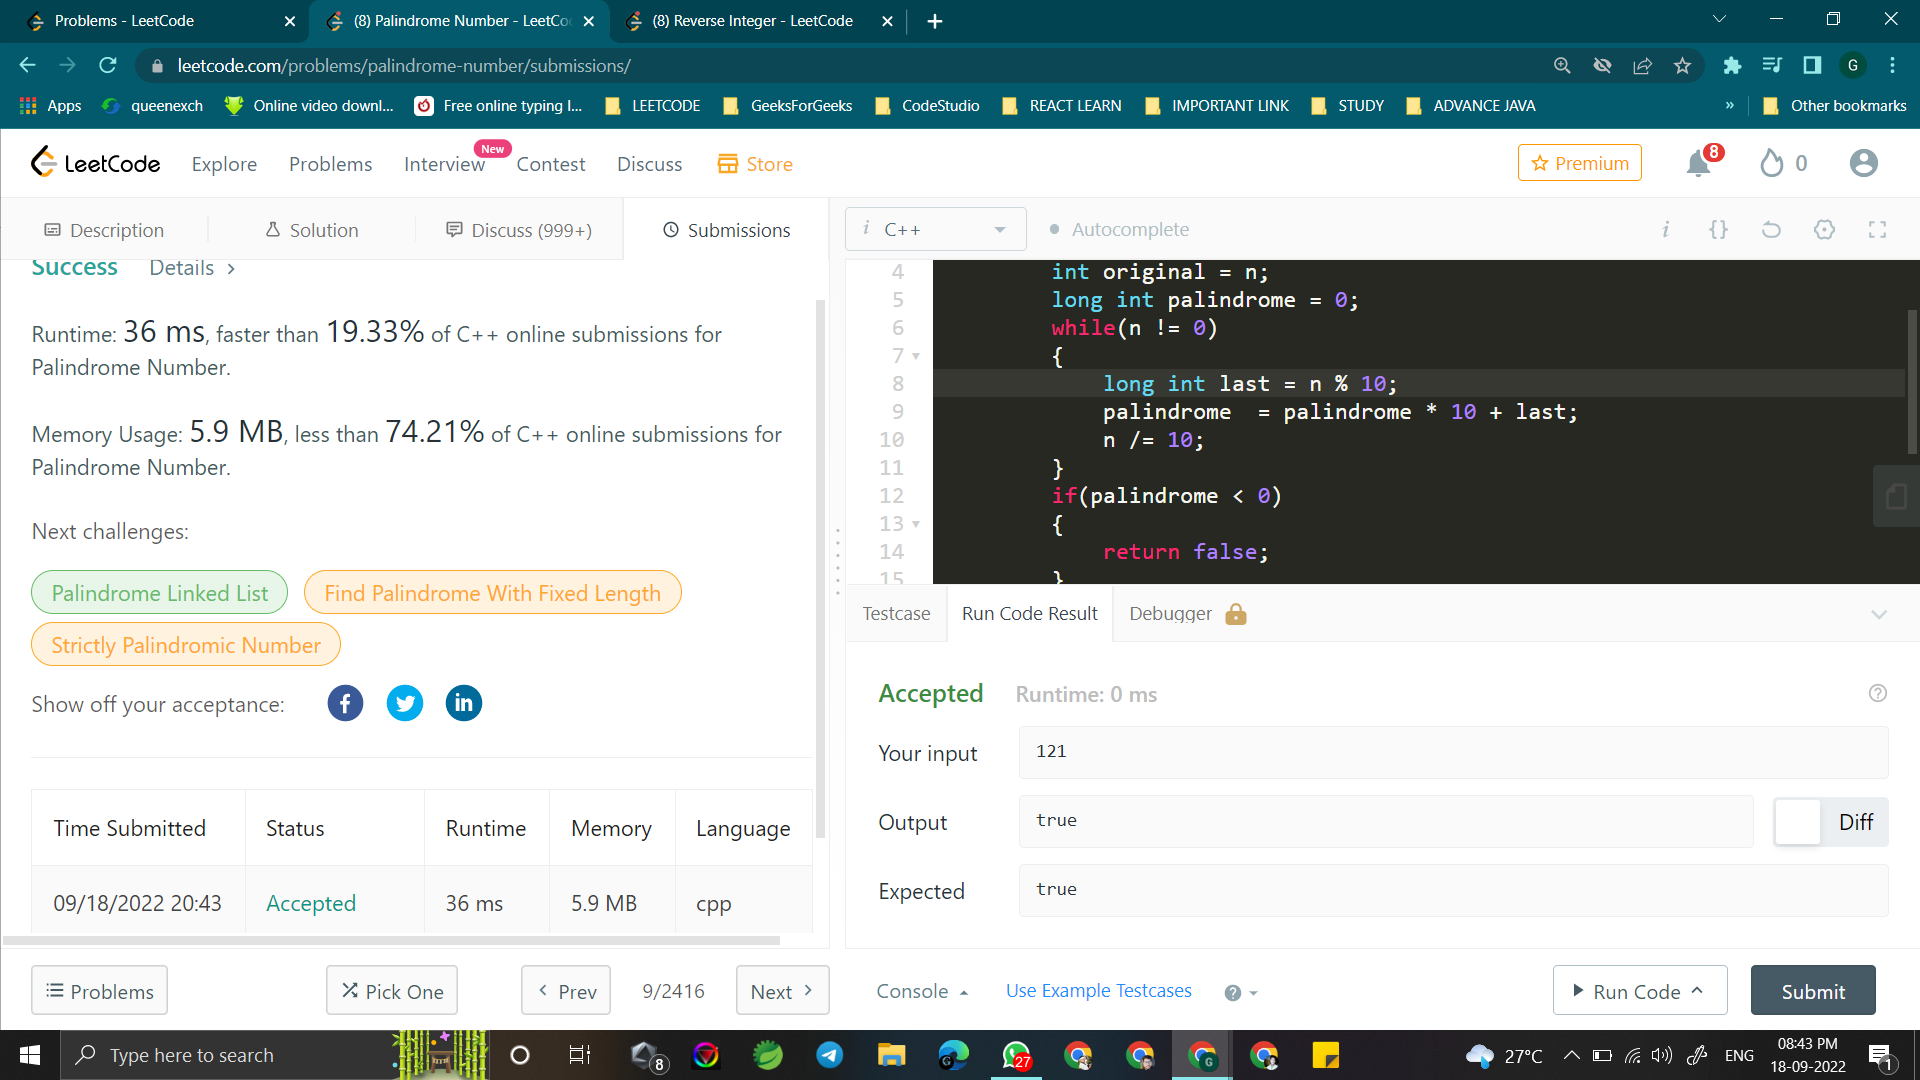 Problems - LeetCode
(8) Palindrome Number - LeetCo
(8) Reverse Integer - LeetCode
leetcode.com/problems/palindrome-number/submissions/
G
Apps
queenexch
Online video downl...
Free online typing I...
LEETCODE
GeeksForGeeks
CodeStudio
REACT LEARN
IMPORTANT LINK
STUDY
ADVANCE JAVA
»
Other bookmarks
LeetCode
Explore
Problems
Interview
New
Contest
Discuss
Store
Premium
8
0
Description
Solution
Discuss (999+)
Submissions
Success
Details >
Runtime: 36 ms, faster than 19.33% of C++ online submissions for
Palindrome Number.
Memory Usage: 5.9 MB, less than 74.21% of C++ online submissions for
Palindrome Number.
Next challenges:
Palindrome Linked List
Find Palindrome With Fixed Length
Strictly Palindromic Number
Show off your acceptance:
Time Submitted Status Runtime Memory Language
09/18/2022 20:43 Accepted 36 ms 5.9 MB cpp
Problems
Pick One
Prev
9/2416
Next
i C++
Autocomplete
i {}
4 int original = n;
5 long int palindrome = 0;
6 while(n != 0)
7 {
8 long int last = n % 10;
9 palindrome  = palindrome * 10 + last;
10 n /= 10;
11 }
12 if(palindrome < 0)
13 {
14 return false;
15 }
Testcase
Run Code Result
Debugger
Accepted Runtime: 0 ms
Your input 121
Output true
Diff
Expected true
Console
Use Example Testcases
Run Code
Submit
Type here to search
8
G
27
G
27°C
ENG
08:43 PM
18-09-2022
1